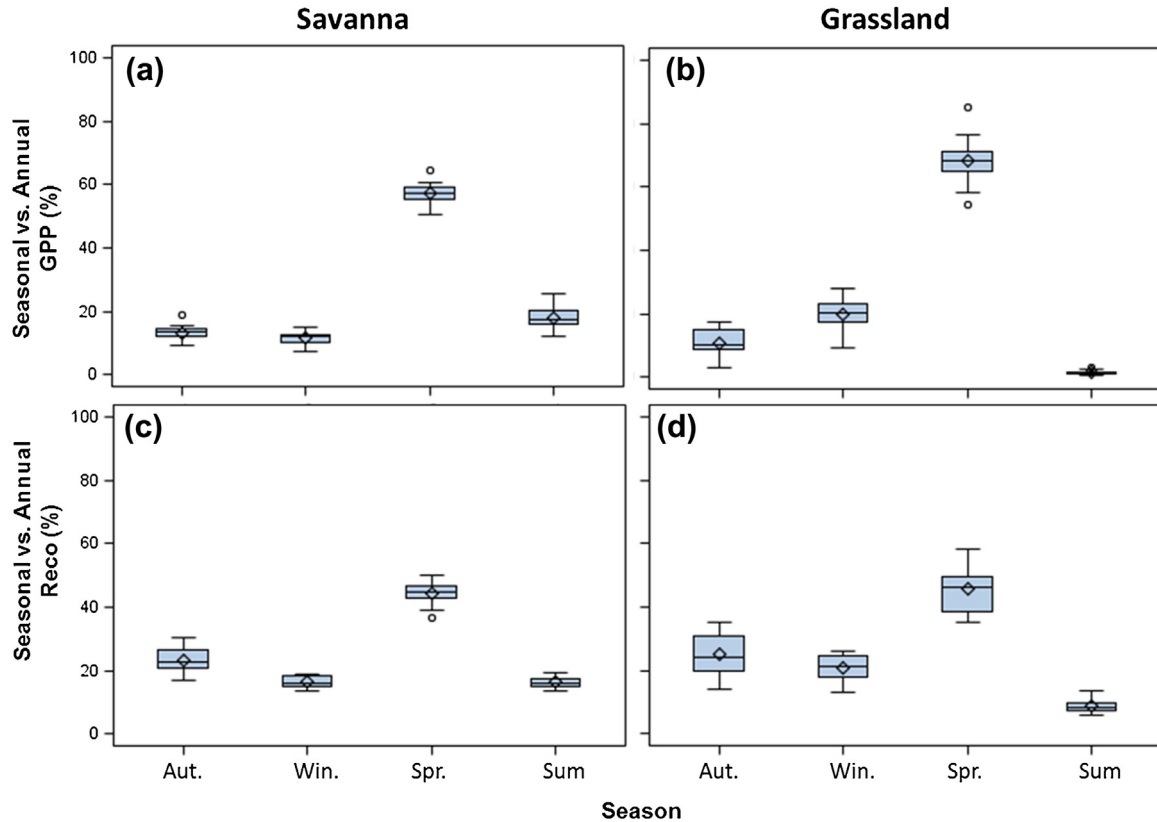 Savanna
Grassland
Seasonal vs. Annual
GPP (%)
100
80
60
40
20
0
(a)
(b)
Seasonal vs. Annual
Reco (%)
100
80
60
40
20
0
(c)
(d)
Aut.
Win.
Spr.
Sum
Aut.
Win.
Spr.
Sum
Season